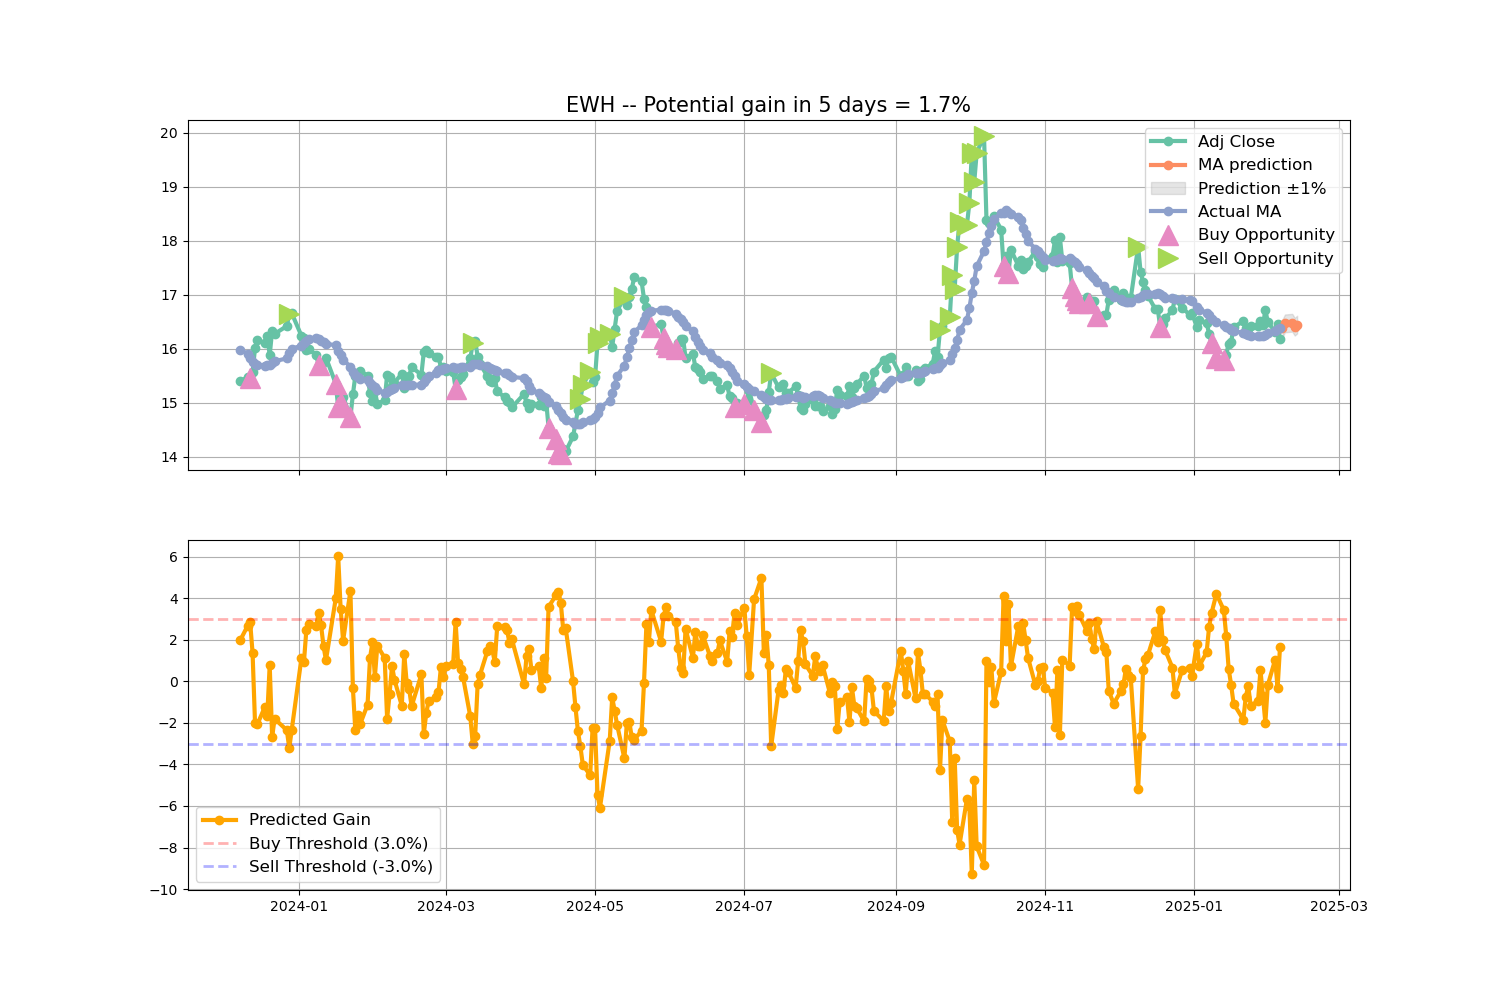 EWH -- Potential gain in 5 days = 1.7%
20
19
18
17
16
15
14
Adj Close
MA prediction
Prediction ±1%
Actual MA
Buy Opportunity
Sell Opportunity
6
4
2
0
−2
−4
−6
−8
−10
Predicted Gain
Buy Threshold (3.0%)
Sell Threshold (-3.0%)
2024-01
2024-03
2024-05
2024-07
2024-09
2024-11
2025-01
2025-03